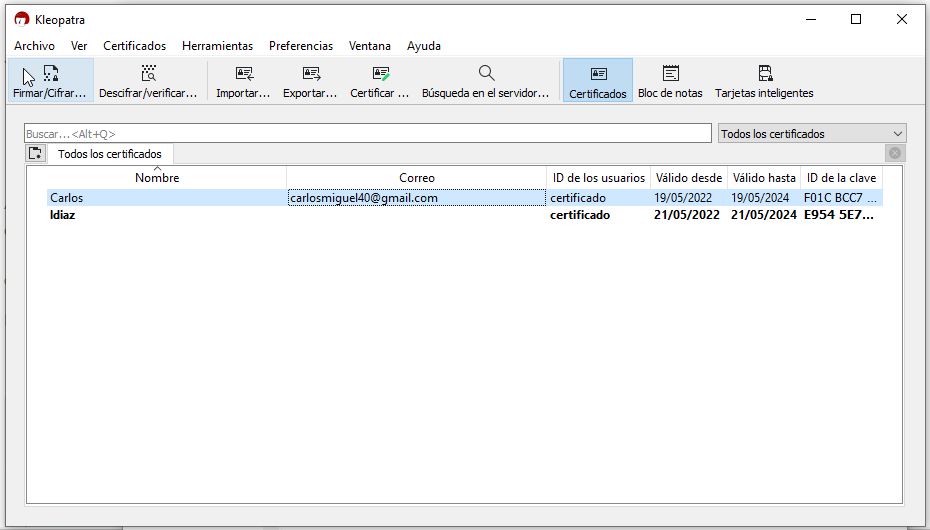 Kleopatra
Archivo Ver Certificados Herramientas Preferencias Ventana Ayuda
Firmar/Cifrar... Descifrar/verificar... Importar... Exportar... Certificar ... Búsqueda en el servidor... Certificados Bloc de notas Tarjetas inteligentes
Buscar...<Alt+Q> Todos los certificados
Todos los certificados
Nombre Correo ID de los usuarios Válido desde Válido hasta ID de la clave
Carlos carlosmiguel40@gmail.com certificado 19/05/2022 19/05/2024 F01C BCC7 ...
ldiaz certificado 21/05/2022 21/05/2024 E954 5E7...